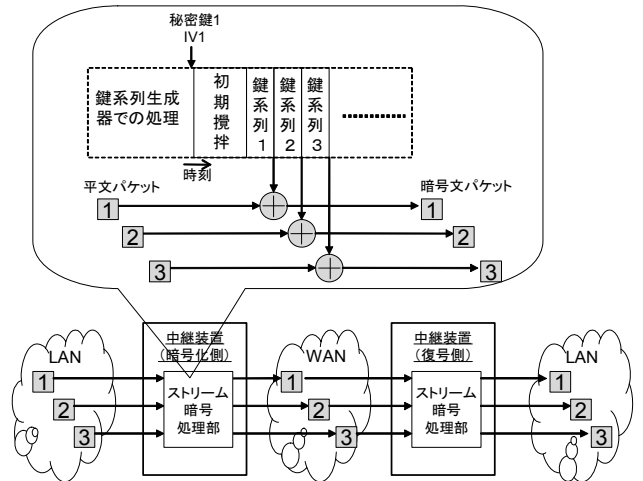 秘密鍵1
IV1
鍵系列生成
器での処理
初期攪拌
鍵系列1
鍵系列2
鍵系列3
時刻
平文パケット
暗号文パケット
1
1
2
2
3
3
LAN
中継装置
(暗号化側)
WAN
中継装置
(復号側)
LAN
1
2
3
ストリーム
暗号
処理部
1
2
3
ストリーム
暗号
処理部
1
2
3